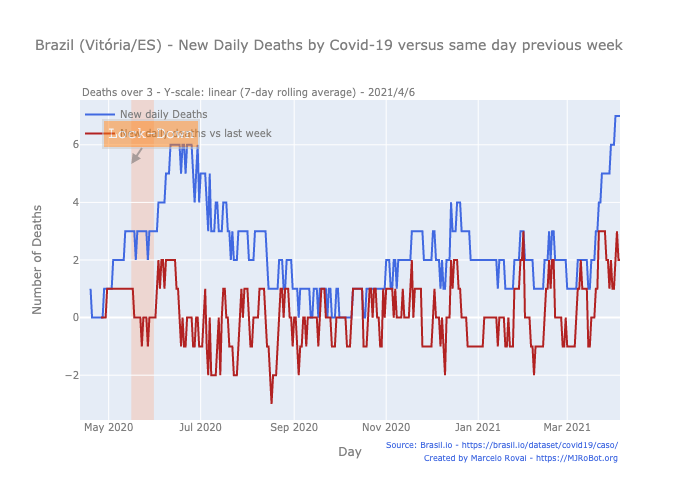 Brazil (Vitória/ES) - New Daily Deaths by Covid-19 versus same day previous week
Deaths over 3 - Y-scale: linear (7-day rolling average) - 2021/4/6
New daily Deaths
New daily Deaths vs last week
6
4
2
0
−2
Number of Deaths
May 2020
Jul 2020
Sep 2020
Nov 2020
Jan 2021
Mar 2021
Day
Source: Brasil.io - https://brasil.io/dataset/covid19/caso/
Created by Marcelo Rovai - https://MJRoBot.org